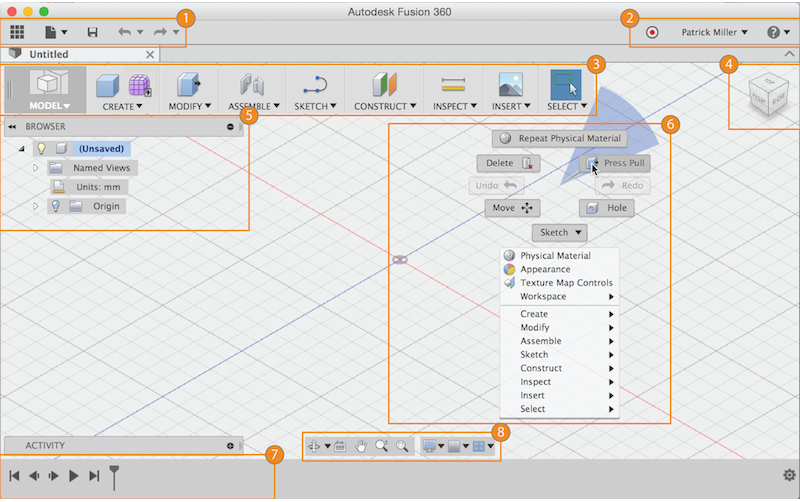 Autodesk Fusion 360
1
2
Patrick Miller
?
Untitled
3
4
MODEL
CREATE
MODIFY
ASSEMBLE
SKETCH
CONSTRUCT
INSPECT
INSERT
SELECT
TOP
5
BROWSER
6
(Unsaved)
Named Views
Units: mm
Origin
Repeat Physical Material
Delete
Press Pull
Undo
Redo
Move
Hole
Sketch
Physical Material
Appearance
Texture Map Controls
Workspace
Create
Modify
Assemble
Sketch
Construct
Inspect
Insert
Select
8
ACTIVITY
7